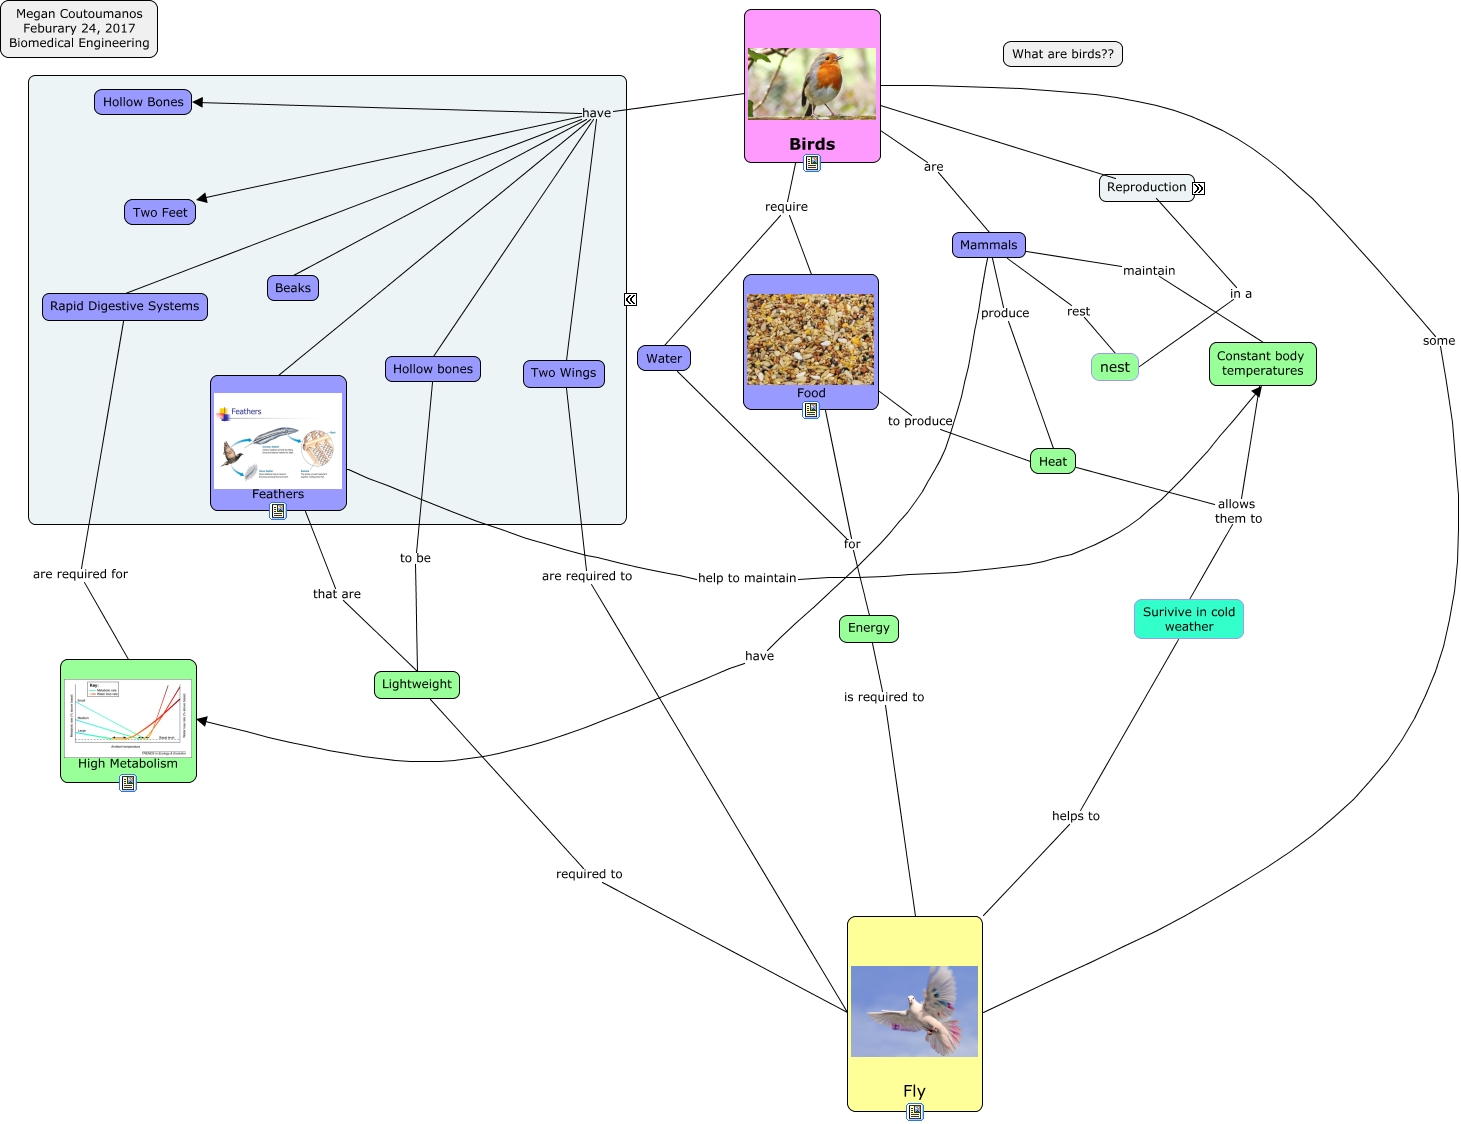 Megan Coutoumanos
Feburary 24, 2017
Biomedical Engineering
What are birds??
Birds
Hollow Bones
have
are
Reproduction
Two Feet
require
Mammals
maintain
Beaks
Rapid Digestive Systems
in a
produce
rest
some
Water
Food
nest
Constant body
temperatures
Hollow bones
Two Wings
Feathers
Feathers
to produce
Heat
allows
them to
for
to be
are required for
are required to
help to maintain
that are
Energy
Surivive in cold
weather
have
Lightweight
is required to
Key:
High Metabolism
helps to
required to
Fly